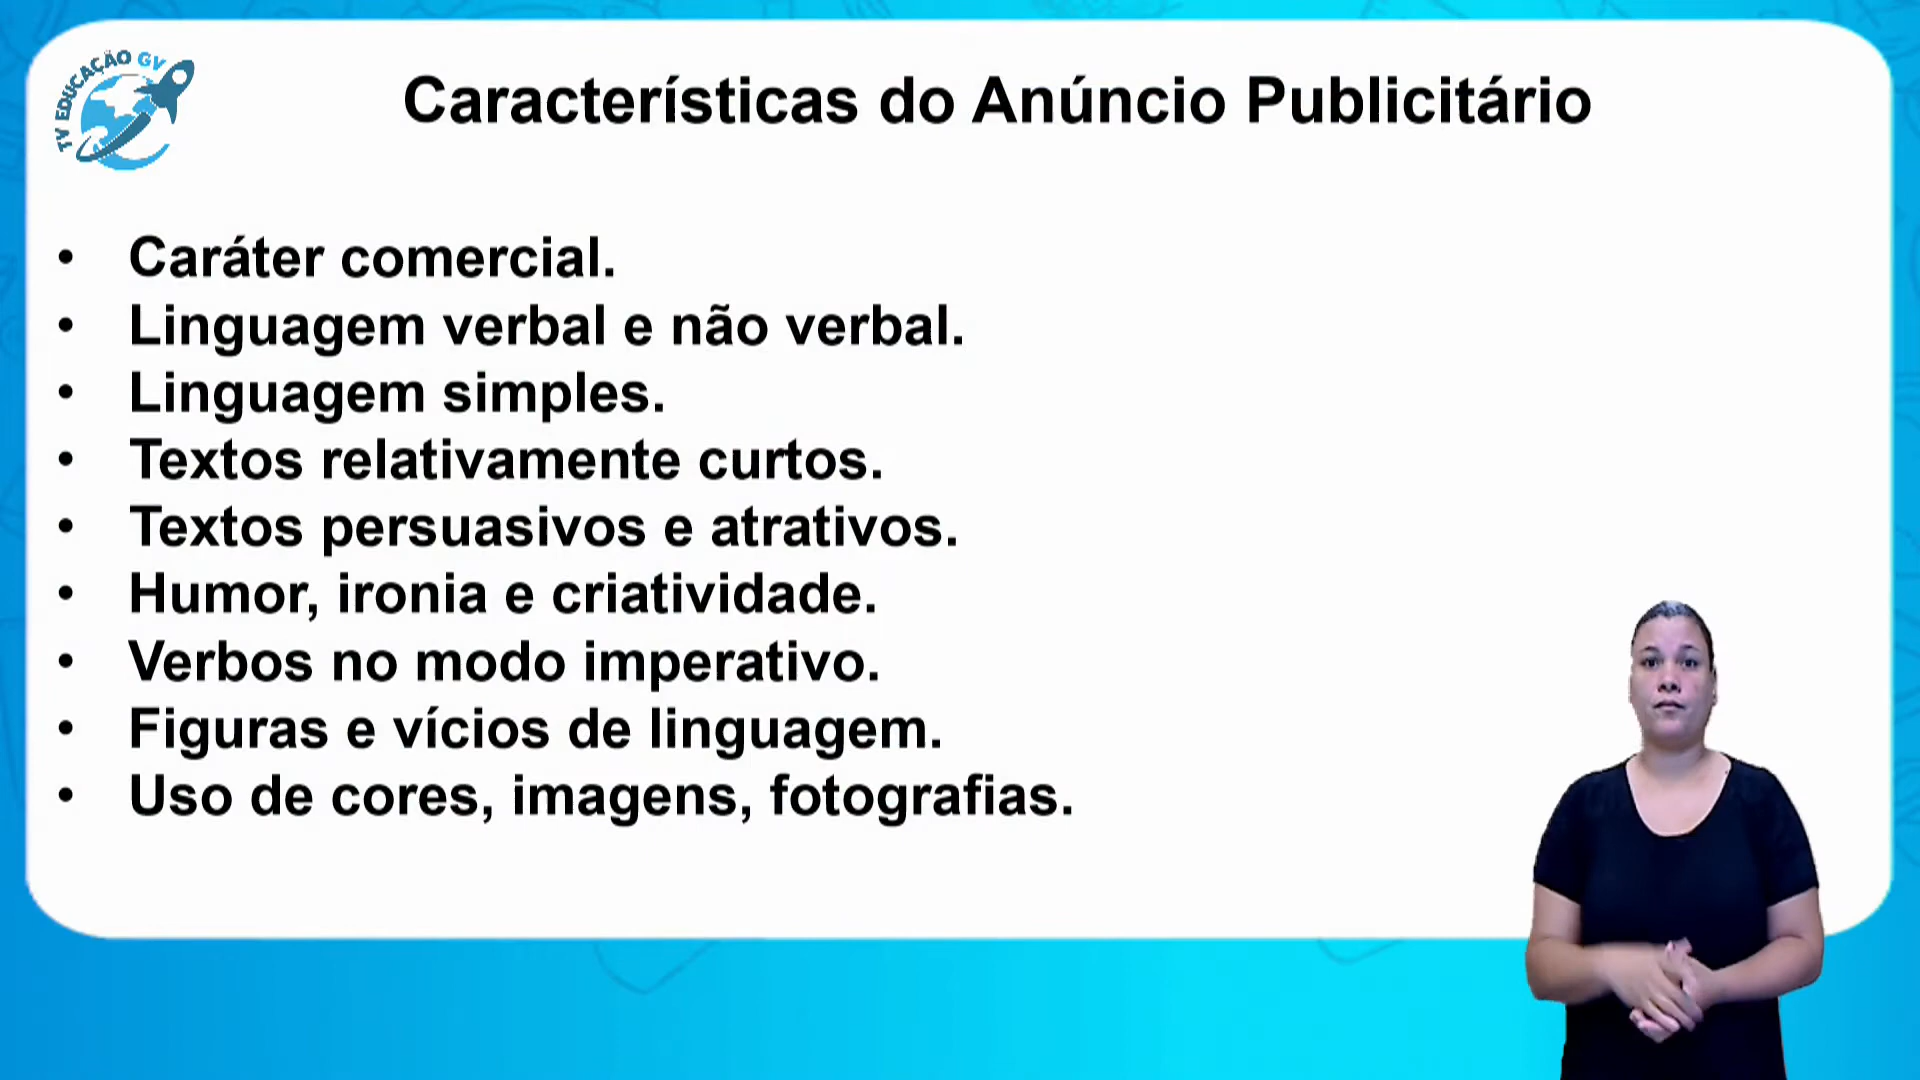 TV EDUCAÇÃO GV
Características do Anúncio Publicitário
• Caráter comercial.
• Linguagem verbal e não verbal.
• Linguagem simples.
• Textos relativamente curtos.
• Textos persuasivos e atrativos.
• Humor, ironia e criatividade.
• Verbos no modo imperativo.
• Figuras e vícios de linguagem.
• Uso de cores, imagens, fotografias.